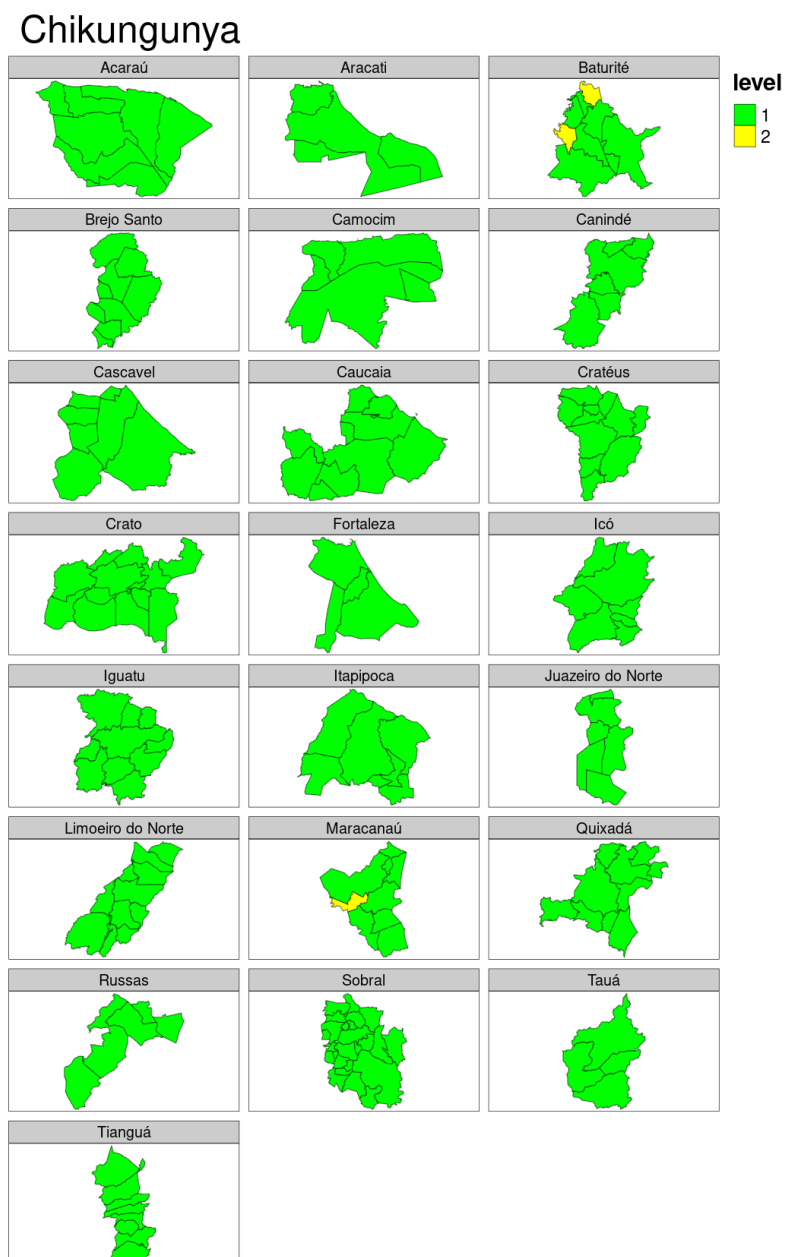 Chikungunya
Acaraú
Aracati
Baturité
level
1
2
Brejo Santo
Camocim
Canindé
Cascavel
Caucaia
Cratéus
Crato
Fortaleza
Icó
Iguatu
Itapipoca
Juazeiro do Norte
Limoeiro do Norte
Maracanaú
Quixadá
Russas
Sobral
Tauá
Tianguá